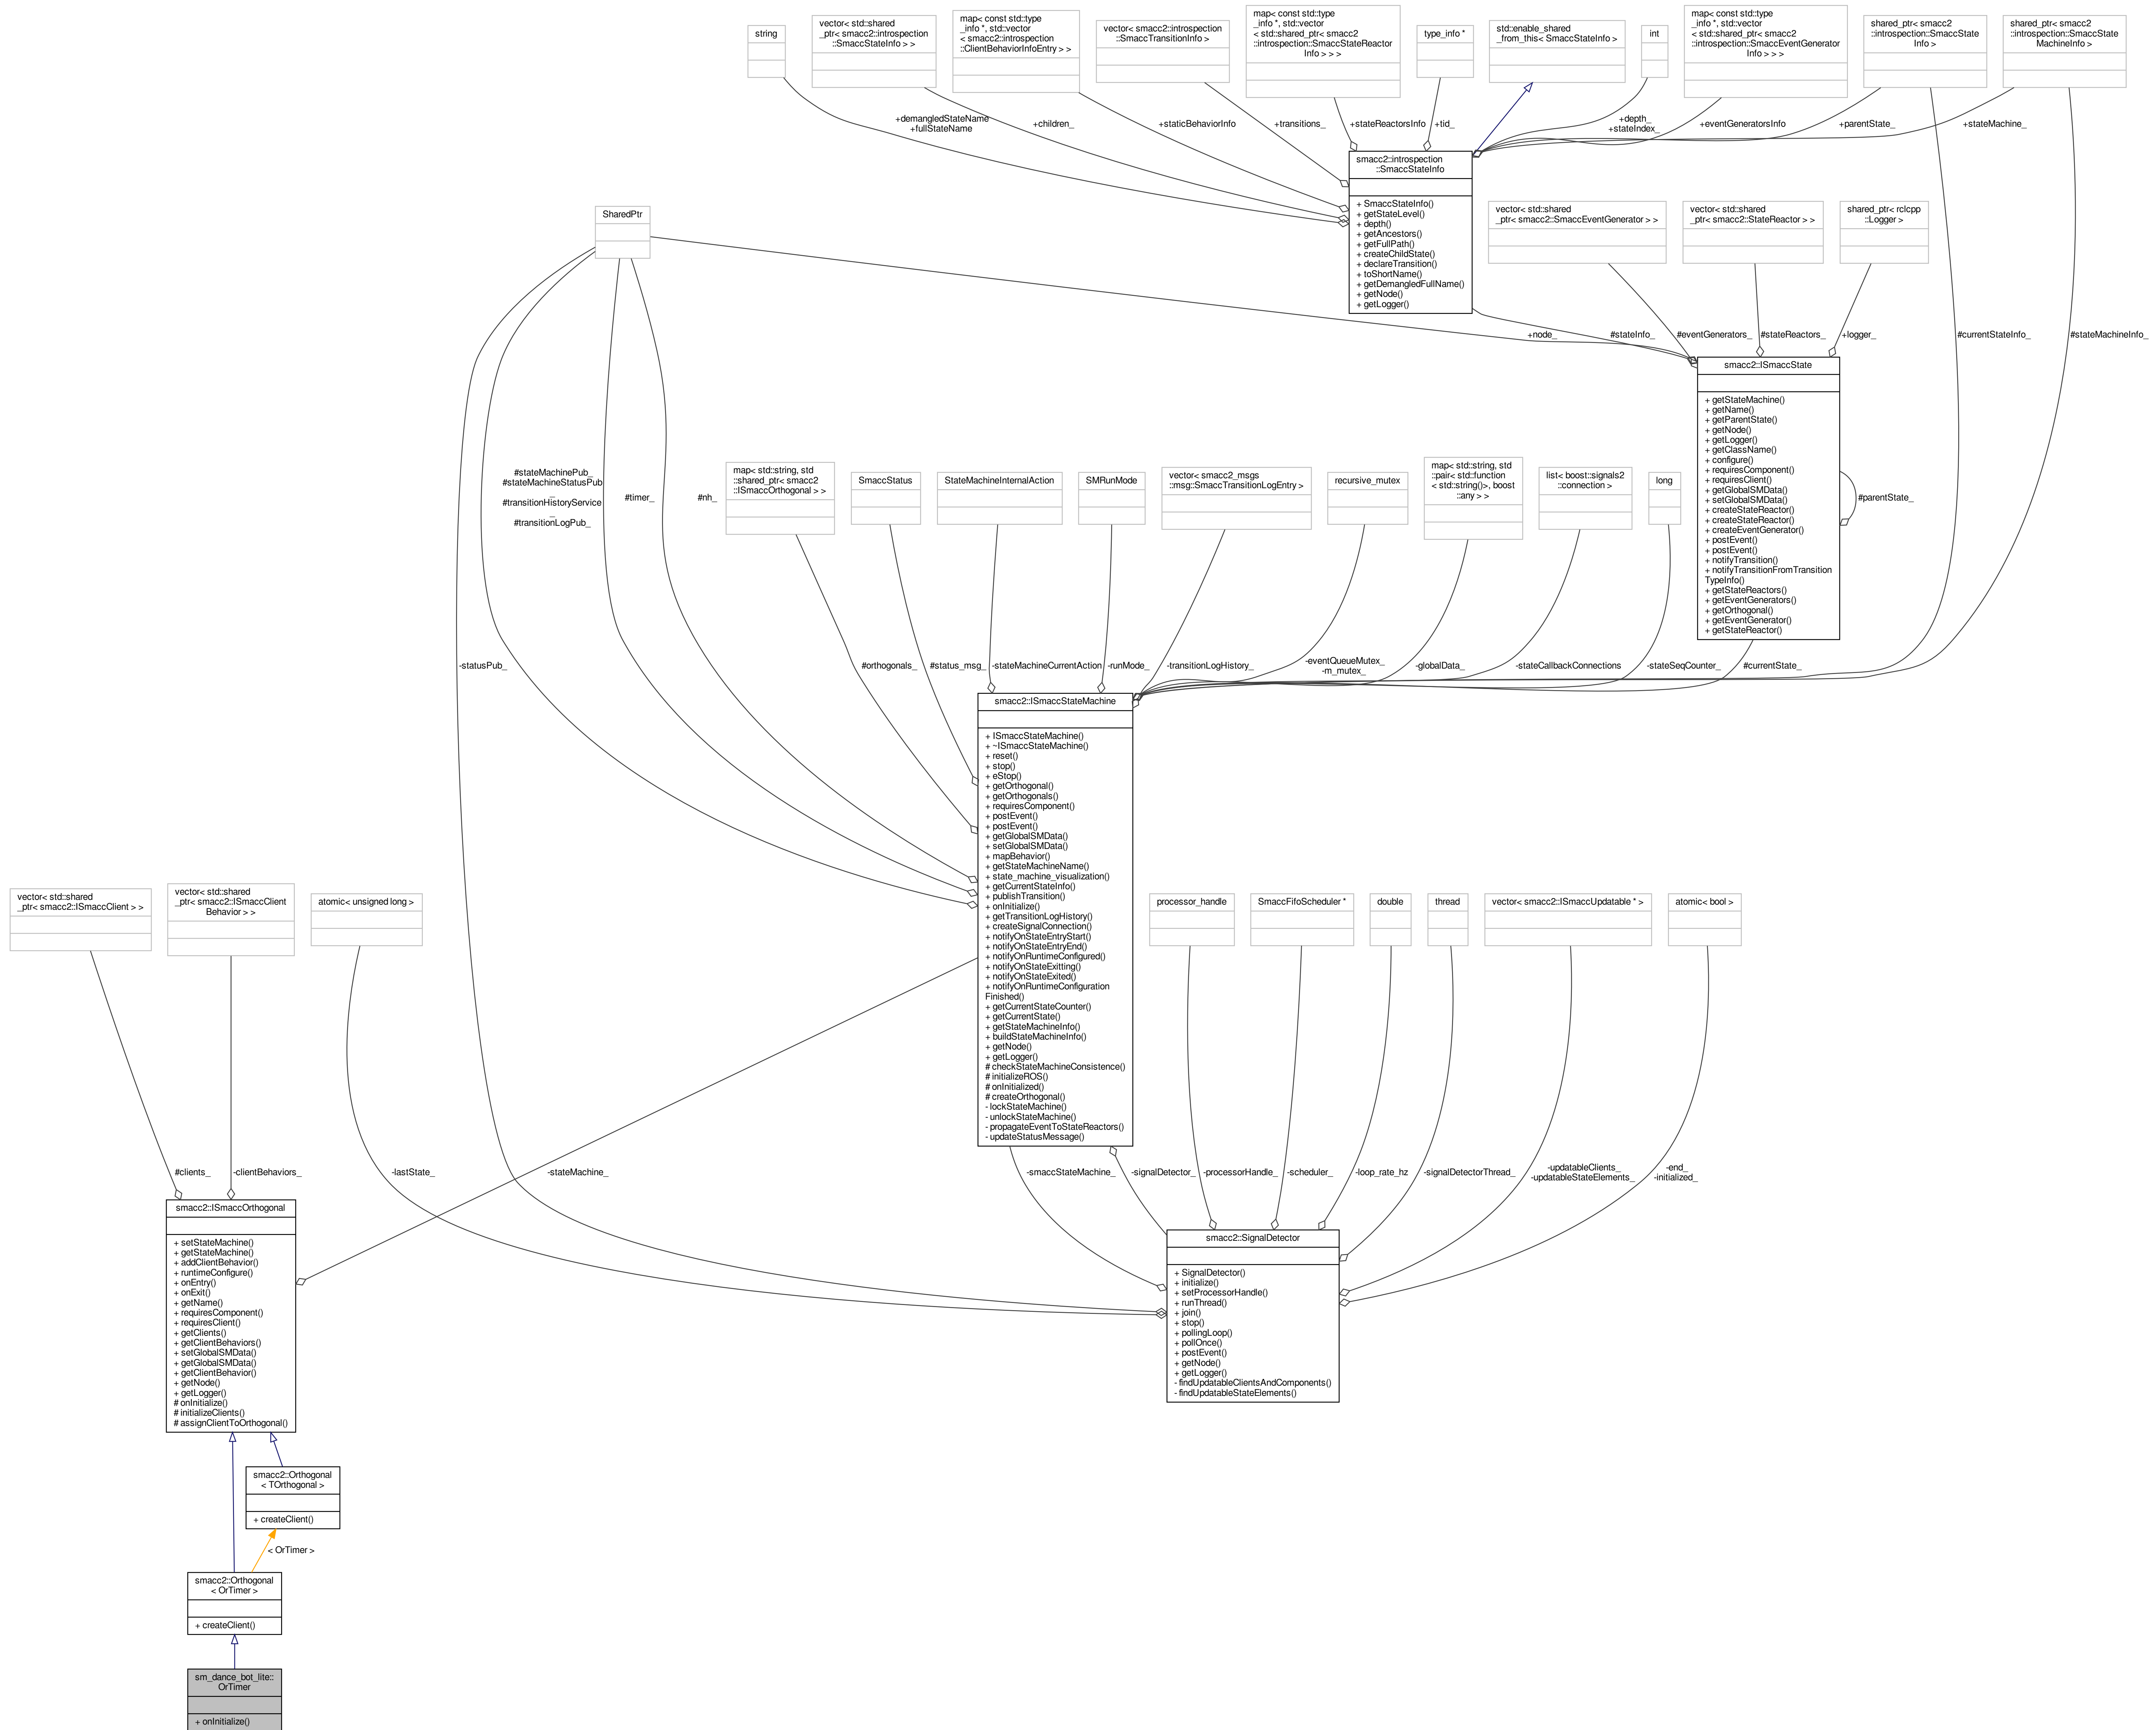 string
vector< std::shared
_ptr< smacc2::introspection
::SmaccStateInfo > >
map< const std::type
_info *, std::vector
< smacc2::introspection
::ClientBehaviorInfoEntry > >
vector< smacc2::introspection
::SmaccTransitionInfo >
map< const std::type
_info *, std::vector
< std::shared_ptr< smacc2
::introspection::SmaccStateReactor
Info > > >
type_info *
std::enable_shared
_from_this< SmaccStateInfo >
int
map< const std::type
_info *, std::vector
< std::shared_ptr< smacc2
::introspection::SmaccEventGenerator
Info > > >
shared_ptr< smacc2
::introspection::SmaccState
Info >
shared_ptr< smacc2
::introspection::SmaccState
MachineInfo >
+demangledStateName
+fullStateName
+children_
+staticBehaviorInfo
+transitions_
+stateReactorsInfo
+tid_
+depth_
+stateIndex_
+eventGeneratorsInfo
+parentState_
+stateMachine_
smacc2::introspection
::SmaccStateInfo
+ SmaccStateInfo()
+ getStateLevel()
+ depth()
+ getAncestors()
+ getFullPath()
+ createChildState()
+ declareTransition()
+ toShortName()
+ getDemangledFullName()
+ getNode()
+ getLogger()
SharedPtr
vector< std::shared
_ptr< smacc2::SmaccEventGenerator > >
vector< std::shared
_ptr< smacc2::StateReactor > >
shared_ptr< rclcpp
::Logger >
+node_
#stateInfo_
#eventGenerators_
#stateReactors_
+logger_
#currentStateInfo_
#stateMachineInfo_
smacc2::ISmaccState
+ getStateMachine()
+ getName()
+ getParentState()
+ getNode()
+ getLogger()
+ getClassName()
+ configure()
+ requiresComponent()
+ requiresClient()
+ getGlobalSMData()
+ setGlobalSMData()
+ createStateReactor()
+ createStateReactor()
+ createEventGenerator()
+ postEvent()
+ postEvent()
+ notifyTransition()
+ notifyTransitionFromTransition
TypeInfo()
+ getStateReactors()
+ getEventGenerators()
+ getOrthogonal()
+ getEventGenerator()
+ getStateReactor()
#parentState_
#stateMachinePub_
#stateMachineStatusPub
_
#transitionHistoryService
_
#transitionLogPub_
#timer_
#nh_
map< std::string, std
::shared_ptr< smacc2
::ISmaccOrthogonal > >
SmaccStatus
StateMachineInternalAction
SMRunMode
vector< smacc2_msgs
::msg::SmaccTransitionLogEntry >
recursive_mutex
map< std::string, std
::pair< std::function
< std::string()>, boost
::any > >
list< boost::signals2
::connection >
long
-statusPub_
#orthogonals_
#status_msg_
-stateMachineCurrentAction
-runMode_
-transitionLogHistory_
-eventQueueMutex_
-m_mutex_
-globalData_
-stateCallbackConnections
-stateSeqCounter_
#currentState_
smacc2::ISmaccStateMachine
+ ISmaccStateMachine()
+ ~ISmaccStateMachine()
+ reset()
+ stop()
+ eStop()
+ getOrthogonal()
+ getOrthogonals()
+ requiresComponent()
+ postEvent()
+ postEvent()
+ getGlobalSMData()
+ setGlobalSMData()
+ mapBehavior()
+ getStateMachineName()
+ state_machine_visualization()
+ getCurrentStateInfo()
+ publishTransition()
+ onInitialize()
+ getTransitionLogHistory()
+ createSignalConnection()
+ notifyOnStateEntryStart()
+ notifyOnStateEntryEnd()
+ notifyOnRuntimeConfigured()
+ notifyOnStateExitting()
+ notifyOnStateExited()
+ notifyOnRuntimeConfiguration
Finished()
+ getCurrentStateCounter()
+ getCurrentState()
+ getStateMachineInfo()
+ buildStateMachineInfo()
+ getNode()
+ getLogger()
# checkStateMachineConsistence()
# initializeROS()
# onInitialized()
# createOrthogonal()
- lockStateMachine()
- unlockStateMachine()
- propagateEventToStateReactors()
- updateStatusMessage()
vector< std::shared
_ptr< smacc2::ISmaccClient > >
vector< std::shared
_ptr< smacc2::ISmaccClient
Behavior > >
atomic< unsigned long >
processor_handle
SmaccFifoScheduler *
double
thread
vector< smacc2::ISmaccUpdatable * >
atomic< bool >
#clients_
-clientBehaviors_
-lastState_
-stateMachine_
-smaccStateMachine_
-signalDetector_
-processorHandle_
-scheduler_
-loop_rate_hz
-signalDetectorThread_
-updatableClients_
-updatableStateElements_
-end_
-initialized_
smacc2::ISmaccOrthogonal
+ setStateMachine()
+ getStateMachine()
+ addClientBehavior()
+ runtimeConfigure()
+ onEntry()
+ onExit()
+ getName()
+ requiresComponent()
+ requiresClient()
+ getClients()
+ getClientBehaviors()
+ setGlobalSMData()
+ getGlobalSMData()
+ getClientBehavior()
+ getNode()
+ getLogger()
# onInitialize()
# initializeClients()
# assignClientToOrthogonal()
smacc2::SignalDetector
+ SignalDetector()
+ initialize()
+ setProcessorHandle()
+ runThread()
+ join()
+ stop()
+ pollingLoop()
+ pollOnce()
+ postEvent()
+ getNode()
+ getLogger()
- findUpdatableClientsAndComponents()
- findUpdatableStateElements()
smacc2::Orthogonal
< TOrthogonal >
+ createClient()
< OrTimer >
smacc2::Orthogonal
< OrTimer >
+ createClient()
sm_dance_bot_lite::
OrTimer
+ onInitialize()